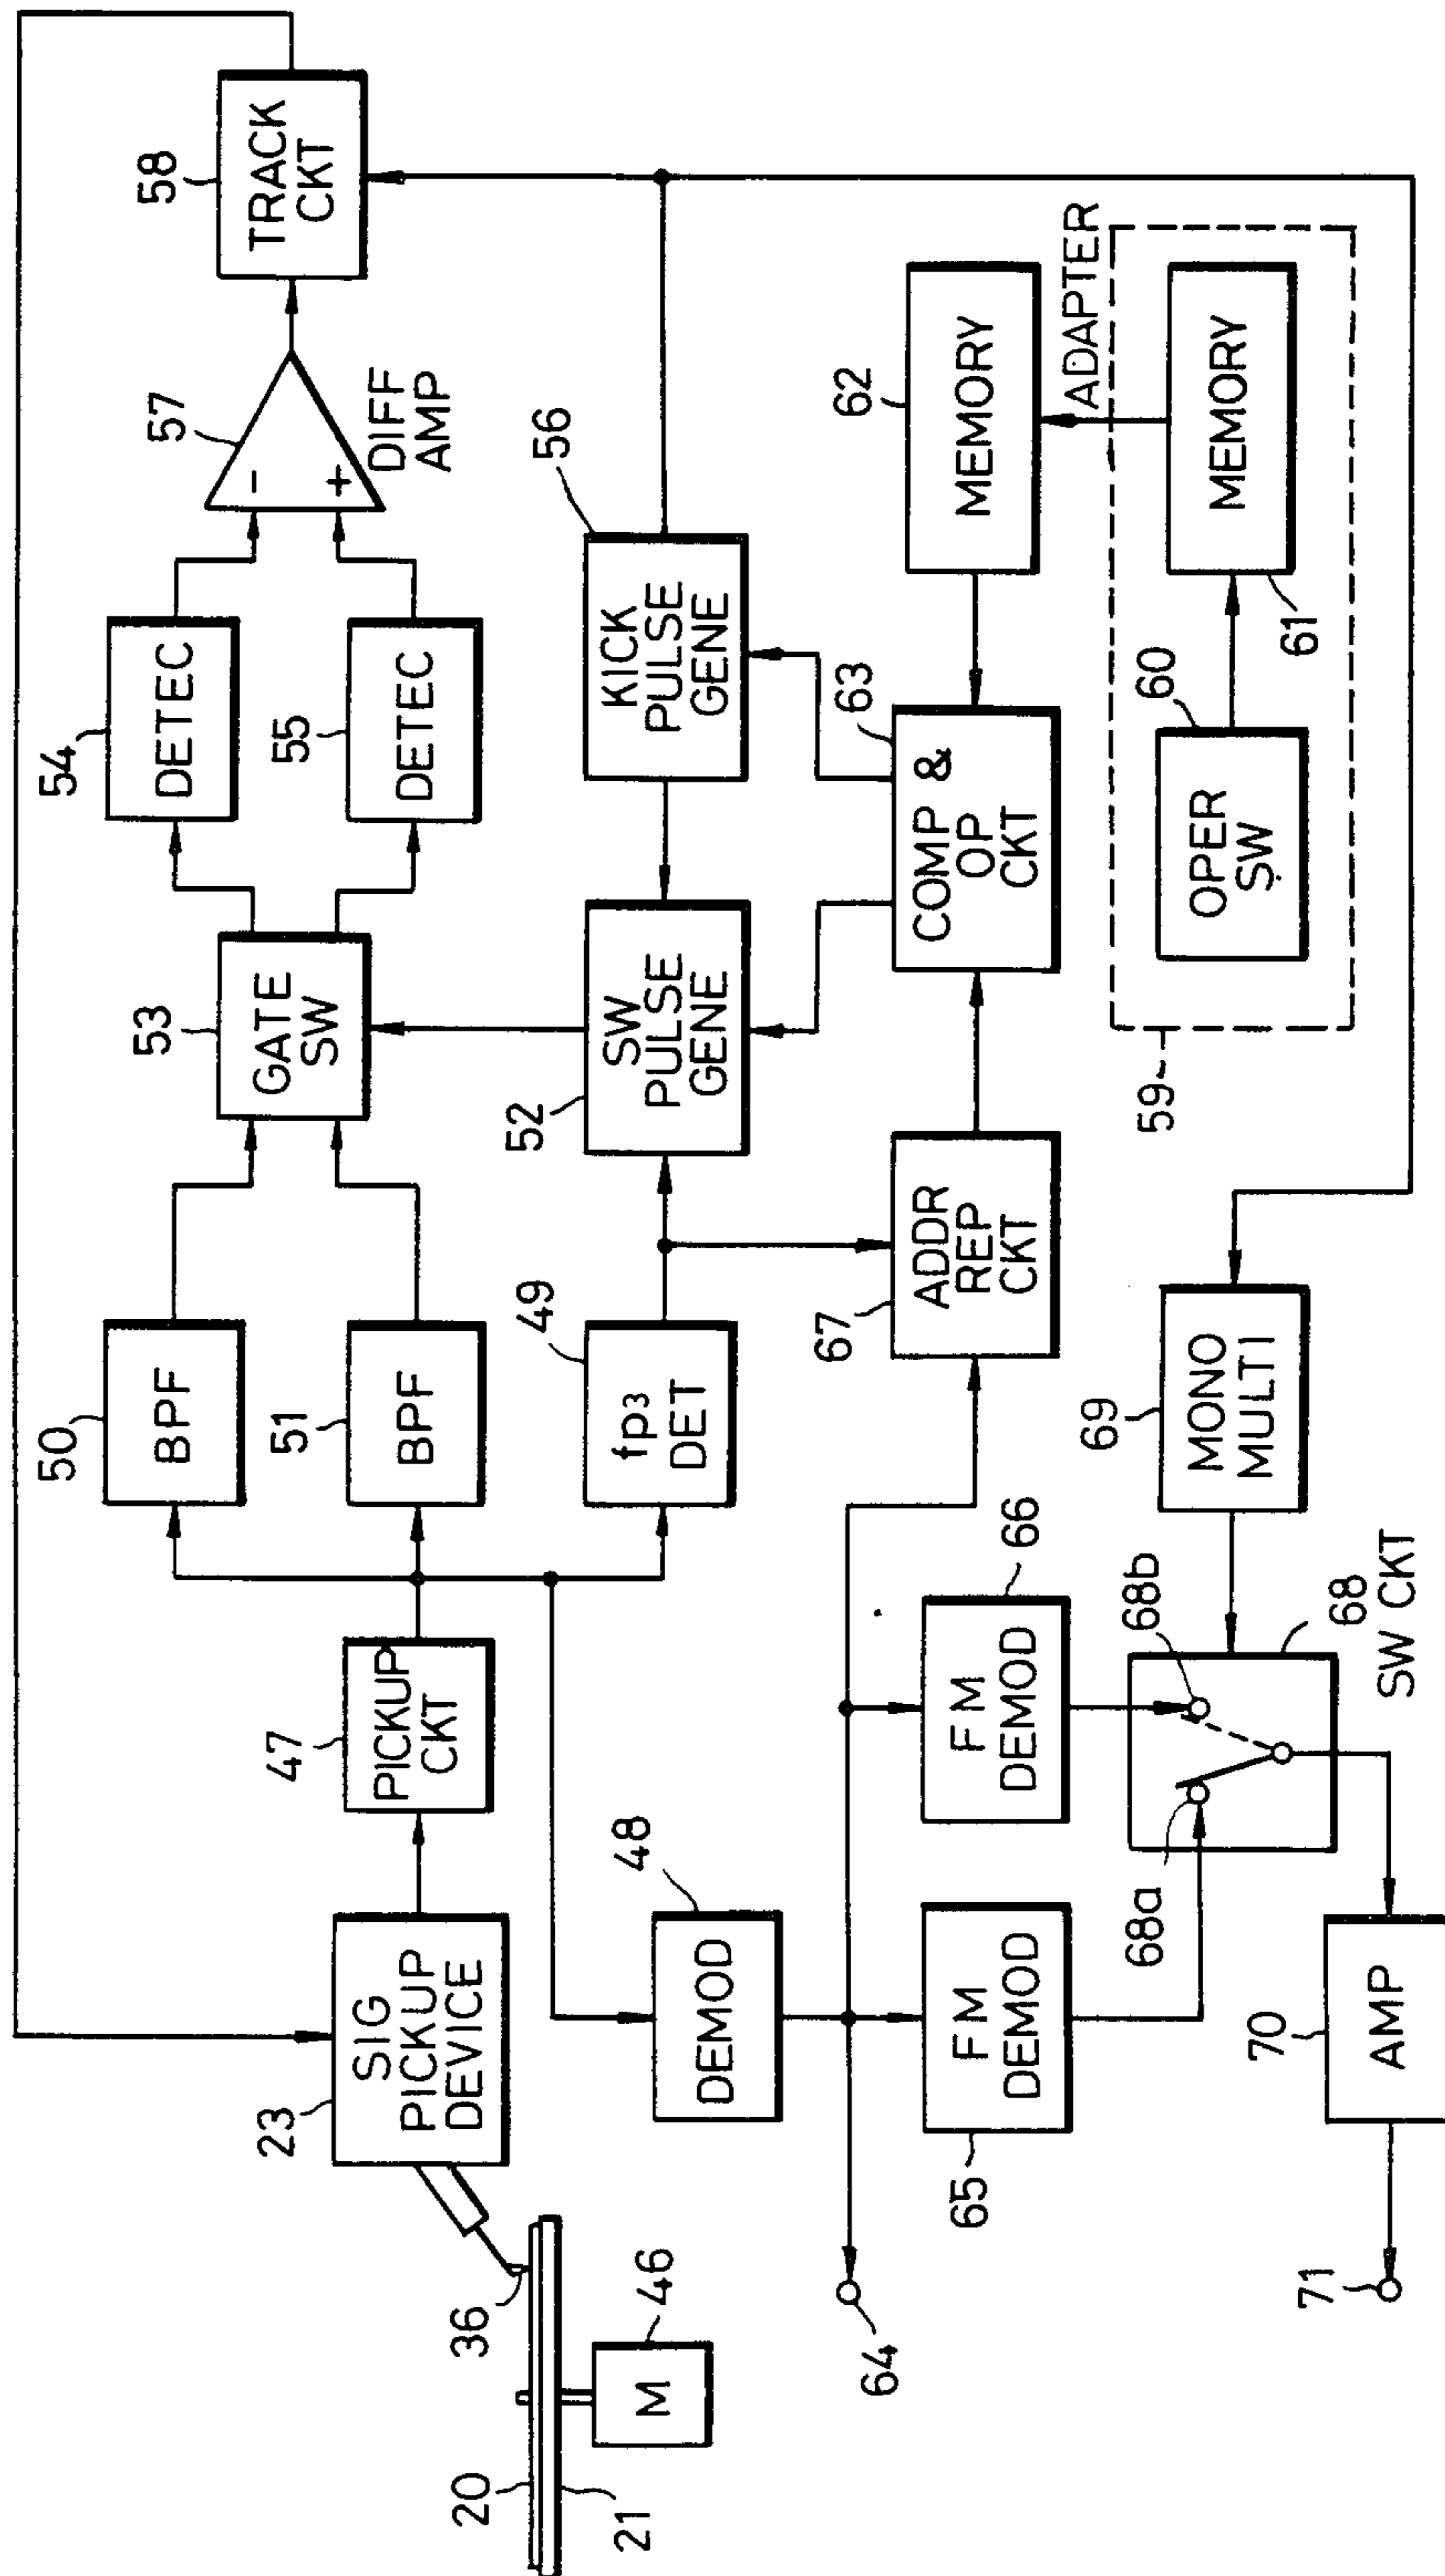 20
21
36
M
46
23
SIG
PICKUP
DEVICE
47
PICKUP
CKT
50
BPF
51
BPF
49
fp3
DET
53
GATE
SW
54
DETEC
55
DETEC
57
-
+
DIFF
AMP
58
TRACK
CKT
52
SW
PULSE
GENE
56
KICK
PULSE
GENE
48
DEMOD
67
ADDR
REP
CKT
63
COMP &
OP
CKT
62
MEMORY
ADAPTER
59
60
OPER
SW
61
MEMORY
64
65
FM
DEMOD
66
FM
DEMOD
68a
68b
68
SW CKT
69
MONO
MULTI
70
AMP
71